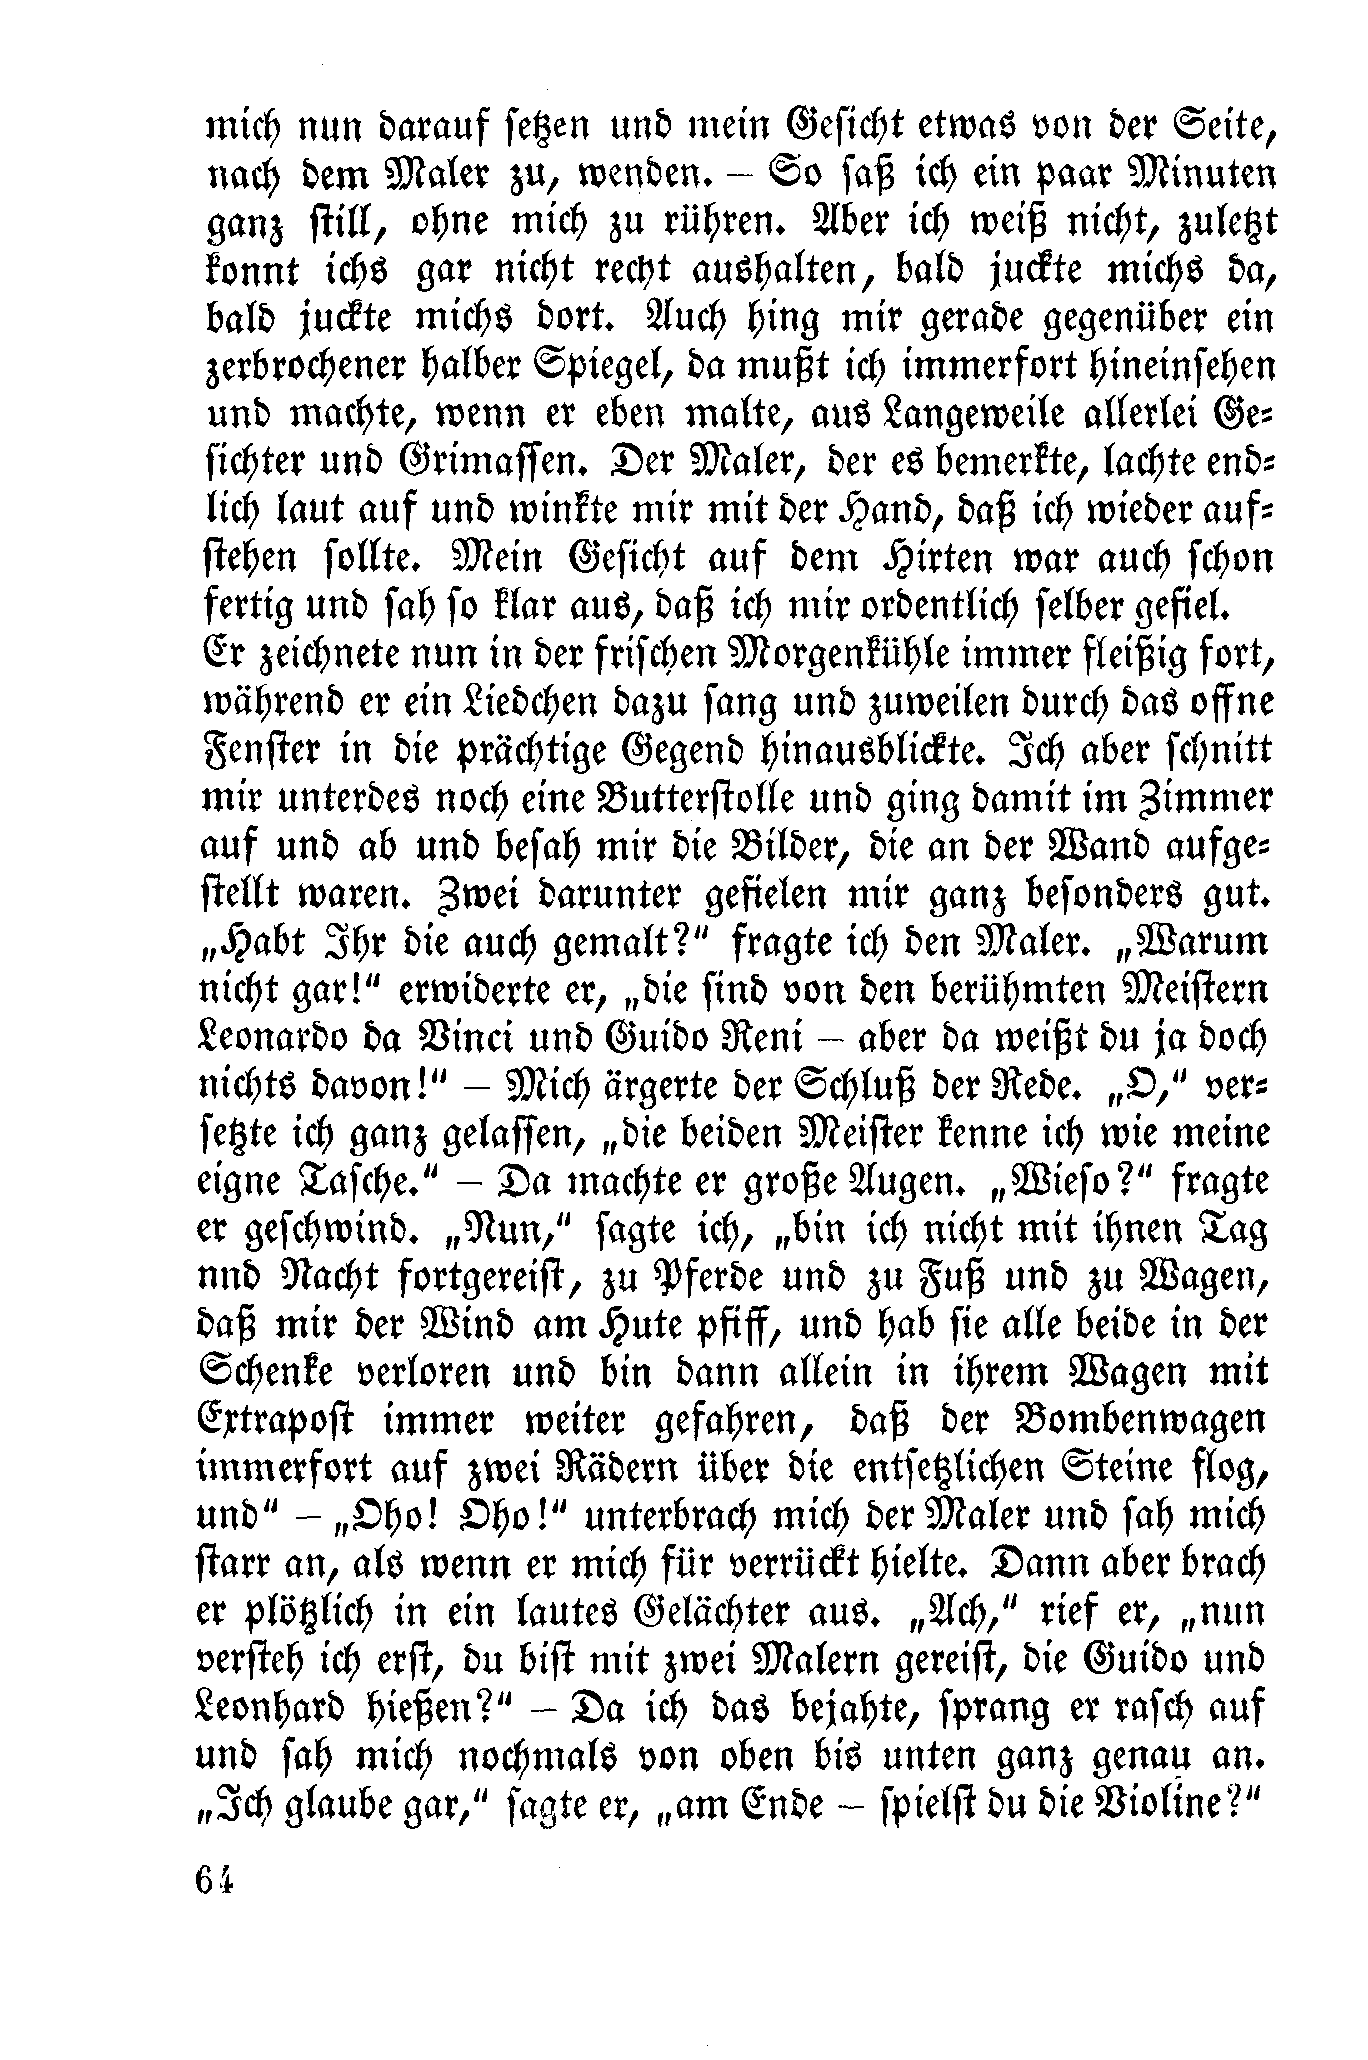 mich nun darauf setzen und mein Gesicht etwas von der Seite,
nach dem Maler zu, wenden. – So saß ich ein paar Minuten
ganz still, ohne mich zu rühren. Aber ich weiß nicht, zuletzt
konnt ichs gar nicht recht aushalten, bald juckte michs da,
bald juckte michs dort. Auch hing mir gerade gegenüber ein
zerbrochener halber Spiegel, da mußt ich immerfort hineinsehen
und machte, wenn er eben malte, aus Langeweile allerlei Ge-
sichter und Grimassen. Der Maler, der es bemerkte, lachte end-
lich laut auf und winkte mir mit der Hand, daß ich wieder auf-
stehen sollte. Mein Gesicht auf dem Hirten war auch schon
fertig und sah so klar aus, daß ich mir ordentlich selber gefiel.
Er zeichnete nun in der frischen Morgenkühle immer fleißig fort,
während er ein Liedchen dazu sang und zuweilen durch das offne
Fenster in die prächtige Gegend hinausblickte. Ich aber schnitt
mir unterdes noch eine Butterstolle und ging damit im Zimmer
auf und ab und besah mir die Bilder, die an der Wand aufge-
stellt waren. Zwei darunter gefielen mir ganz besonders gut.
„Habt Ihr die auch gemalt?“ fragte ich den Maler. „Warum
nicht gar!“ erwiderte er, „die sind von den berühmten Meistern
Leonardo da Vinci und Guido Reni – aber da weißt du ja doch
nichts davon!“ – Mich ärgerte der Schluß der Rede. „O,“ ver-
setzte ich ganz gelassen, „die beiden Meister kenne ich wie meine
eigne Tasche.“ – Da machte er große Augen. „Wieso?“ fragte
er geschwind. „Nun,“ sagte ich, „bin ich nicht mit ihnen Tag
nnd Nacht fortgereist, zu Pferde und zu Fuß und zu Wagen,
daß mir der Wind am Hute pfiff, und hab sie alle beide in der
Schenke verloren und bin dann allein in ihrem Wagen mit
Extrapost immer weiter gefahren, daß der Bombenwagen
immerfort auf zwei Rädern über die entsetzlichen Steine flog,
und“ – „Oho! Oho!“ unterbrach mich der Maler und sah mich
starr an, als wenn er mich für verrückt hielte. Dann aber brach
er plötzlich in ein lautes Gelächter aus. „Ach,“ rief er, „nun
versteh ich erst, du bist mit zwei Malern gereist, die Guido und
Leonhard hießen?“ – Da ich das bejahte, sprang er rasch auf
und sah mich nochmals von oben bis unten ganz genau an.
„Ich glaube gar,“ sagte er, „am Ende – spielst du die Violine?“
64